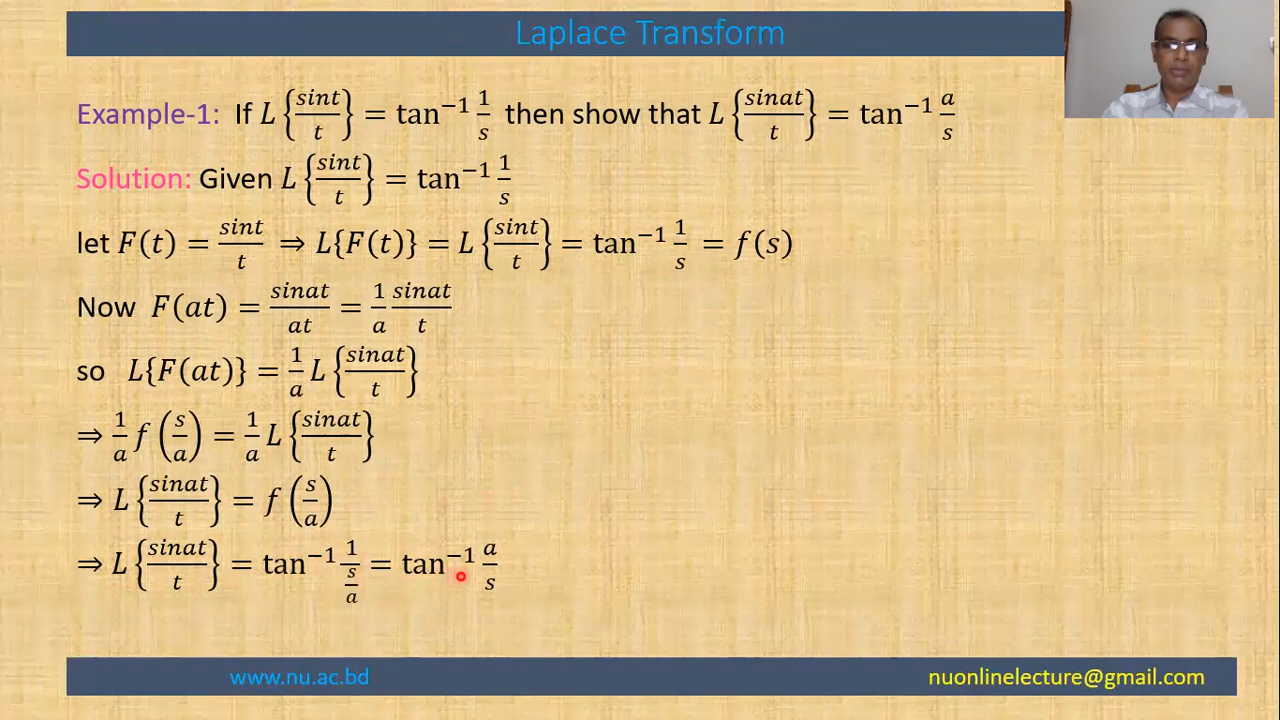 Laplace Transform
Example-1: If L {sint/t} = tan⁻¹ 1/s then show that L {sinat/t} = tan⁻¹ a/s
Solution: Given L {sint/t} = tan⁻¹ 1/s
let F(t) = sint/t ⇒ L{F(t)} = L {sint/t} = tan⁻¹ 1/s = f(s)
Now F(at) = sinat/at = 1/a sinat/t
so L{F(at)} = 1/a L {sinat/t}
⇒ 1/a f (s/a) = 1/a L {sinat/t}
⇒ L {sinat/t} = f (s/a)
⇒ L {sinat/t} = tan⁻¹ 1/(s/a) = tan⁻¹ a/s
www.nu.ac.bd
nuonlinelecture@gmail.com